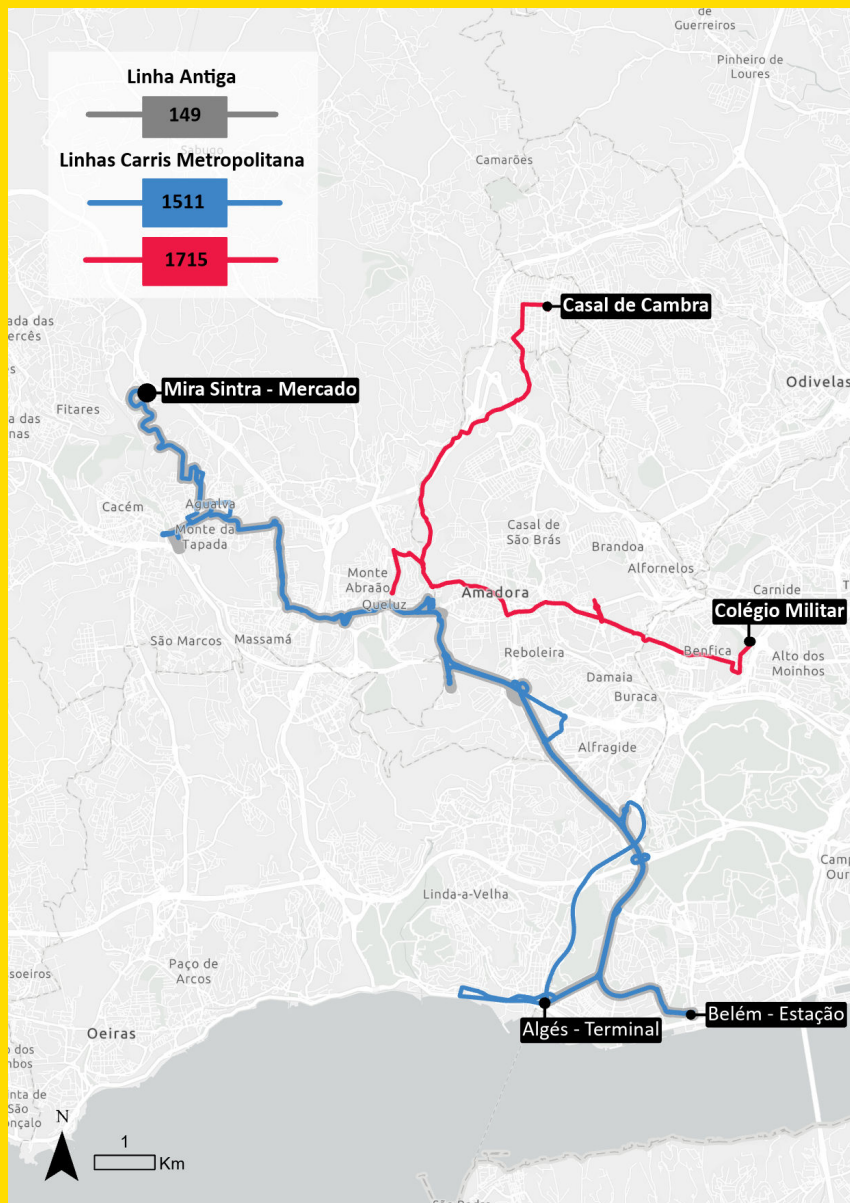 de
Guerreiros
Pinheiro de
Loures
Linha Antiga
149
Sabugo
Linhas Carris Metropolitana
1511
1715
Camarões
Casal de Cambra
Mira Sintra - Mercado
Odivelas
Fitares
Cacém
Agualva
Monte da
Tapada
Casal de
São Brás
Brandoa
Alfornelos
Monte
Abraão
Amadora
Carnide
Queluz
Colégio Militar
São Marcos
Massamá
Reboleira
Benfica
Alto dos
Moinhos
Damaia
Buraca
Alfragide
Linda-a-Velha
Paço de
Arcos
Oeiras
Algés - Terminal
Belém - Estação
N
1
Km